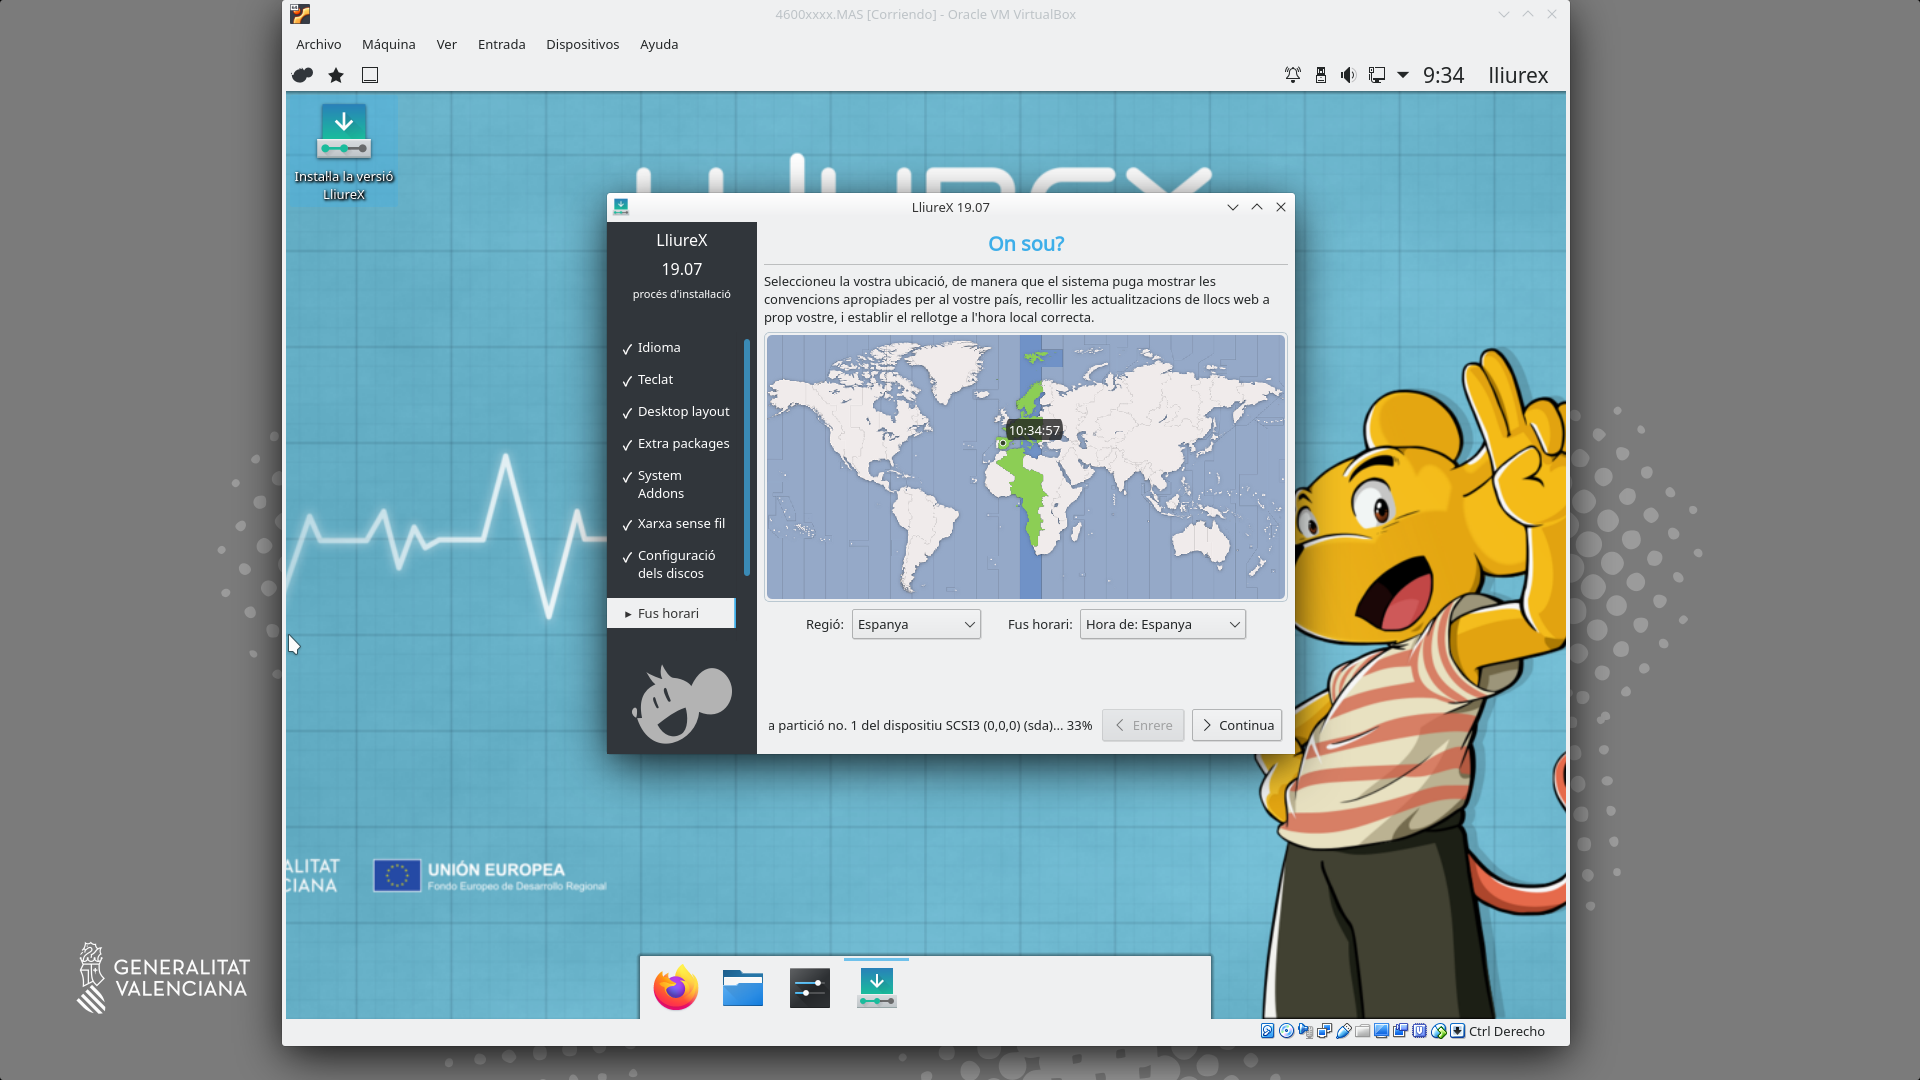 4600xxxx.MAS [Corriendo] - Oracle VM VirtualBox
Archivo Máquina Ver Entrada Dispositivos Ayuda
9:34 lliurex
Instal·la la versió
LliureX
LliureX
LliureX 19.07
LliureX
19.07
procés d'instal·lació
Idioma
Teclat
Desktop layout
Extra packages
System
Addons
Xarxa sense fil
Configuració
dels discos
Fus horari
On sou?
Seleccioneu la vostra ubicació, de manera que el sistema puga mostrar les
convencions apropiades per al vostre país, recollir les actualitzacions de llocs web a
prop vostre, i establir el rellotge a l'hora local correcta.
10:34:57
Regió: Espanya Fus horari: Hora de: Espanya
a partició no. 1 del dispositiu SCSI3 (0,0,0) (sda)... 33% Enrere Continua
ALITAT
CIANA
UNIÓN EUROPEA
Fondo Europeo de Desarrollo Regional
GENERALITAT
VALENCIANA
Ctrl Derecho